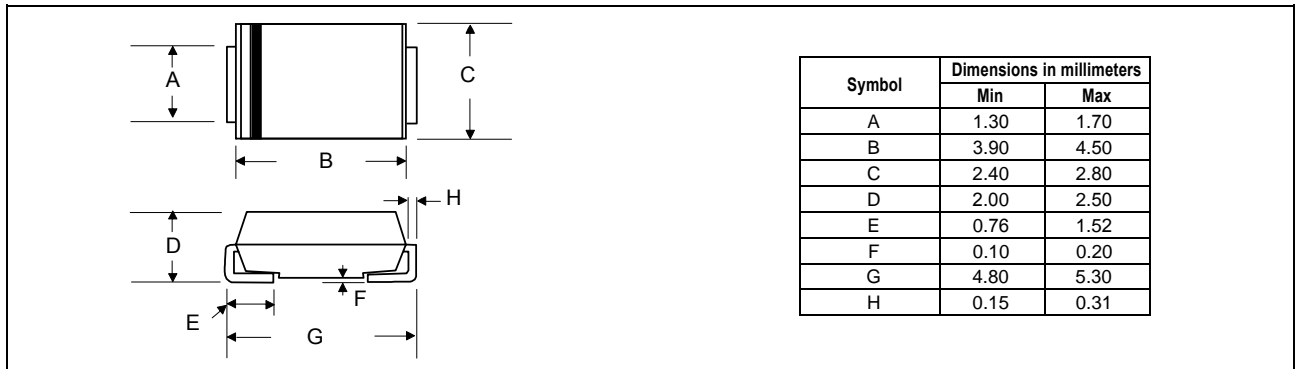 A
C
B
H
D
F
E
G
Symbol Dimensions in millimeters
Min Max
A 1.30 1.70
B 3.90 4.50
C 2.40 2.80
D 2.00 2.50
E 0.76 1.52
F 0.10 0.20
G 4.80 5.30
H 0.15 0.31